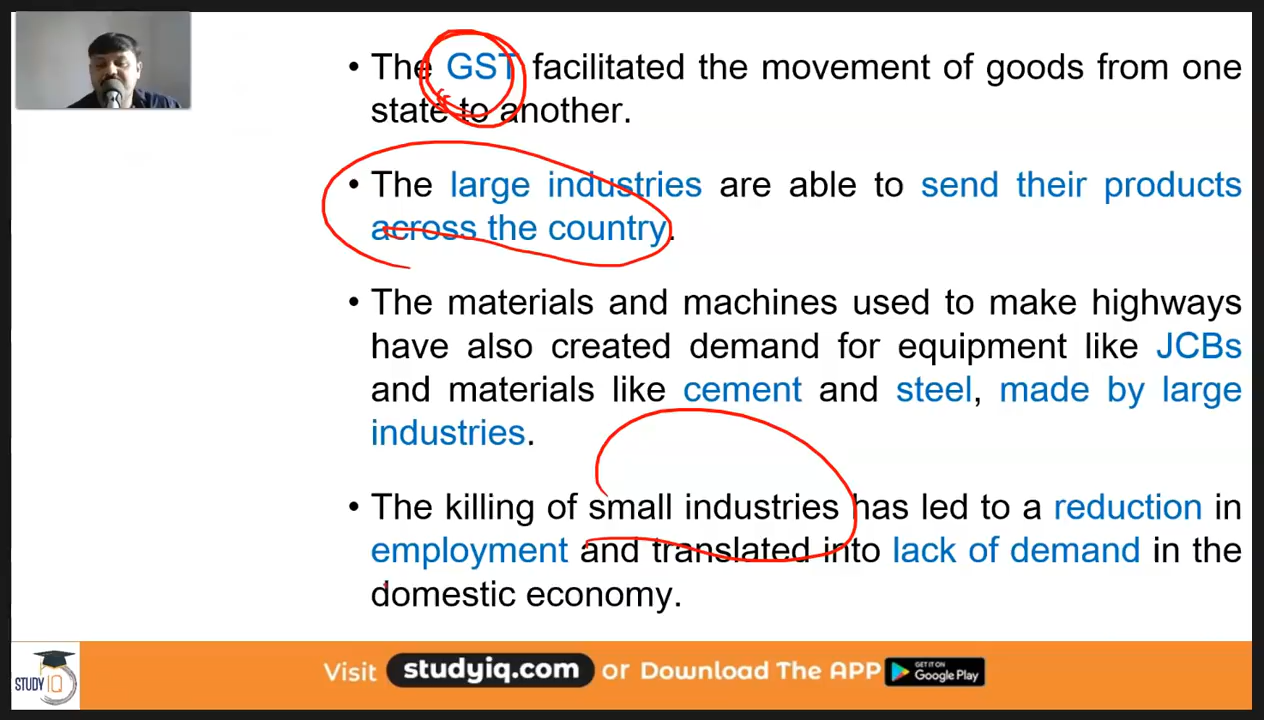 • The GST facilitated the movement of goods from one
state to another.
• The large industries are able to send their products
across the country.
• The materials and machines used to make highways
have also created demand for equipment like JCBs
and materials like cement and steel, made by large
industries.
• The killing of small industries has led to a reduction in
employment and translated into lack of demand in the
domestic economy.
STUDY IQ
Visit studyiq.com or Download The APP GET IT ON
Google Play